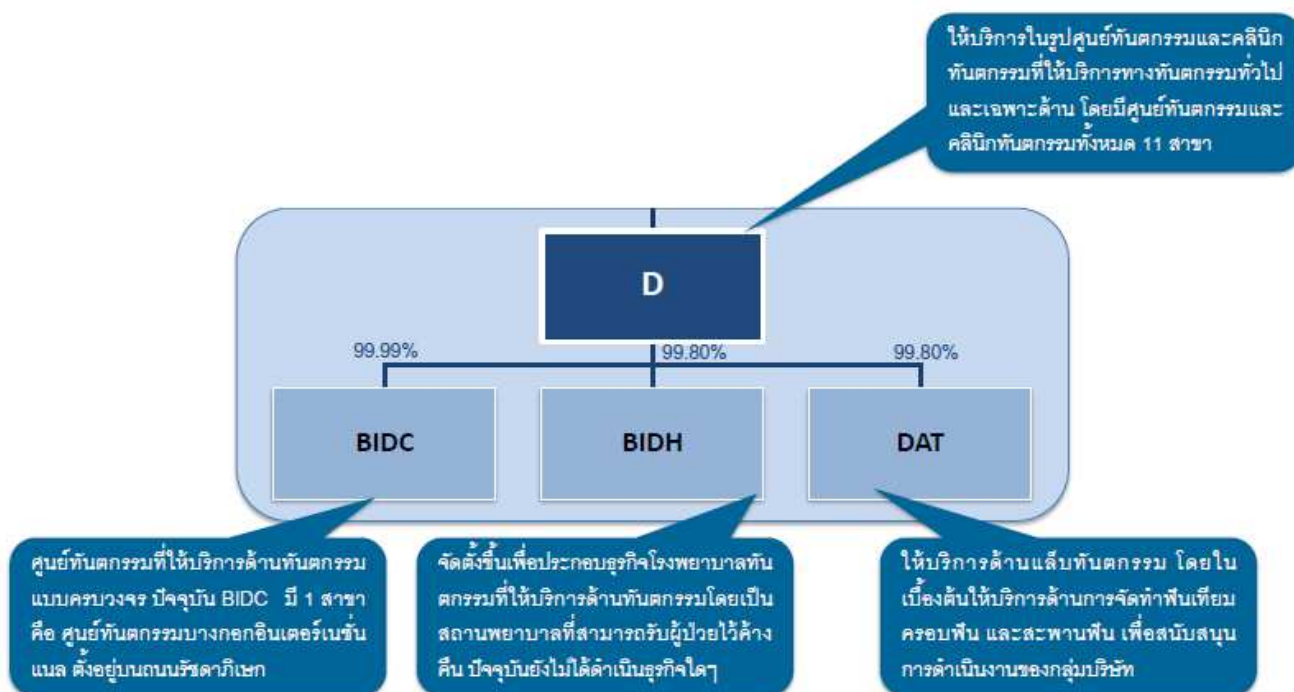 ให้บริการในรูปศูนย์ทันตกรรมและคลินิก
ทันตกรรมที่ให้บริการทางทันตกรรมทั่วไป
และเฉพาะด้าน โดยมีศูนย์ทันตกรรมและ
คลินิกทันตกรรมทั้งหมด 11 สาขา
D
99.99%
99.80%
99.80%
BIDC
BIDH
DAT
ศูนย์ทันตกรรมที่ให้บริการด้านทันตกรรม
แบบครบวงจร ปัจจุบัน BIDC มี 1 สาขา
คือ ศูนย์ทันตกรรมบางกอกอินเตอร์เนชั่น
แนล ตั้งอยู่บนถนนรัชดาภิเษก
จัดตั้งขึ้นเพื่อประกอบธุรกิจโรงพยาบาลทัน
ตกรรมที่ให้บริการด้านทันตกรรมโดยเป็น
สถานพยาบาลที่สามารถรับผู้ป่วยไว้ค้าง
คืน ปัจจุบันยังไม่ได้ดำเนินธุรกิจใดๆ
ให้บริการด้านแล็บทันตกรรม โดยใน
เบื้องต้นให้บริการด้านการจัดทำฟันเทียม
ครอบฟัน และสะพานฟัน เพื่อสนับสนุน
การดำเนินงานของกลุ่มบริษัท